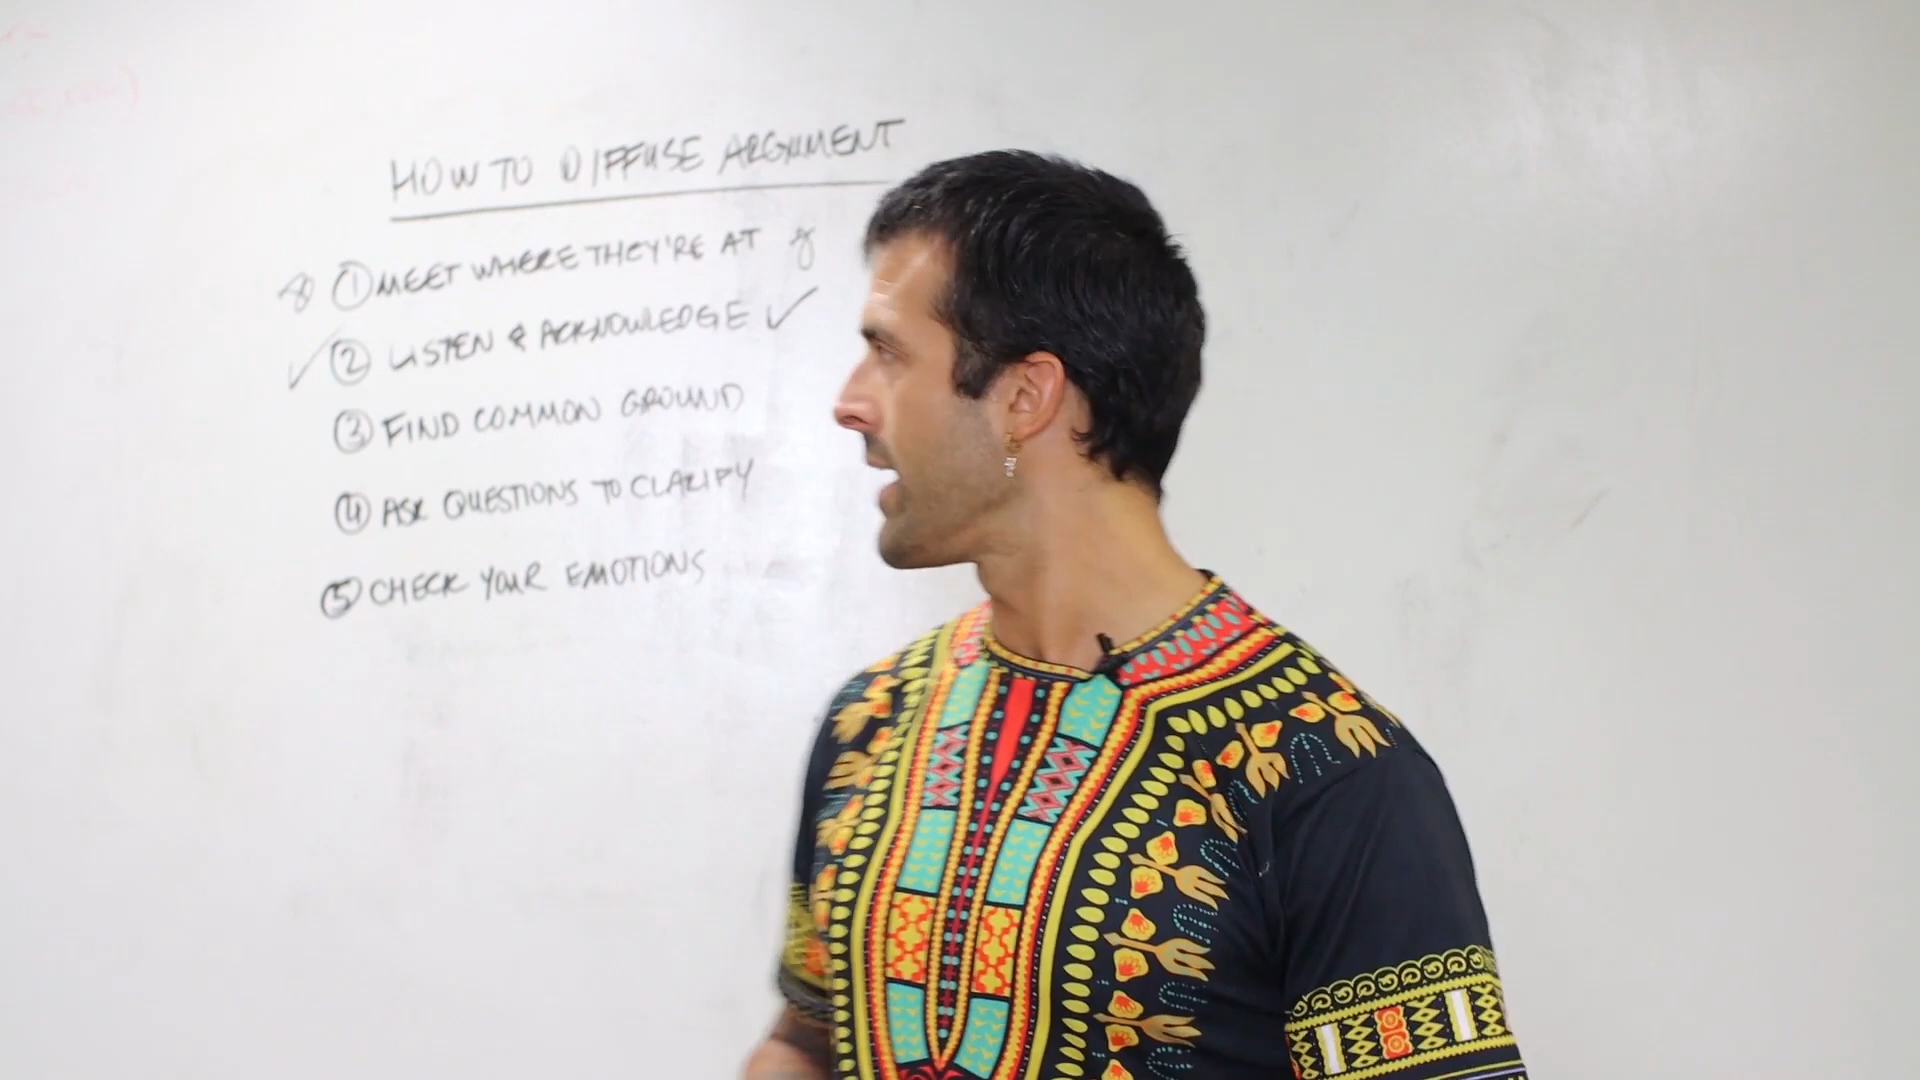 HOW TO DIFFUSE ARGUMENT
① MEET WHERE THEY'RE AT
✓ ② LISTEN & ACKNOWLEDGE ✓
③ FIND COMMON GROUND
④ ASK QUESTIONS TO CLARIFY
⑤ CHECK YOUR EMOTIONS